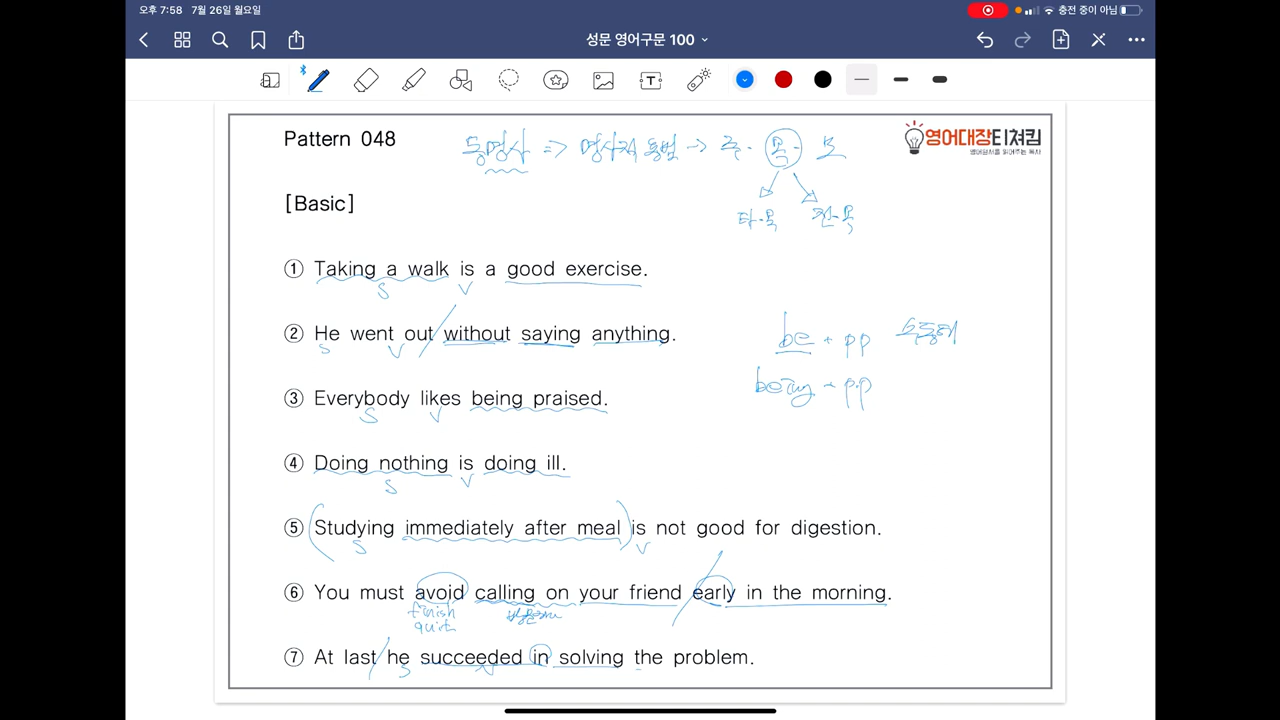 오후 7:58 7월 26일 월요일
충전 중이 아님
성문 영어구문 100
Pattern 048
동명사 => 명사적 용법 -> 주. 목. 보
영어대장티쳐킴
타.목 전.목
[Basic]
① Taking a walk is a good exercise.
S V
② He went out / without saying anything.
S V
be + pp 수동태
being + p.p
③ Everybody likes being praised.
S V
④ Doing nothing is doing ill.
S V
⑤ (Studying immediately after meal) is not good for digestion.
S V
⑥ You must avoid calling on your friend / early in the morning.
finish
quit
⑦ At last / he succeeded in solving the problem.
S V